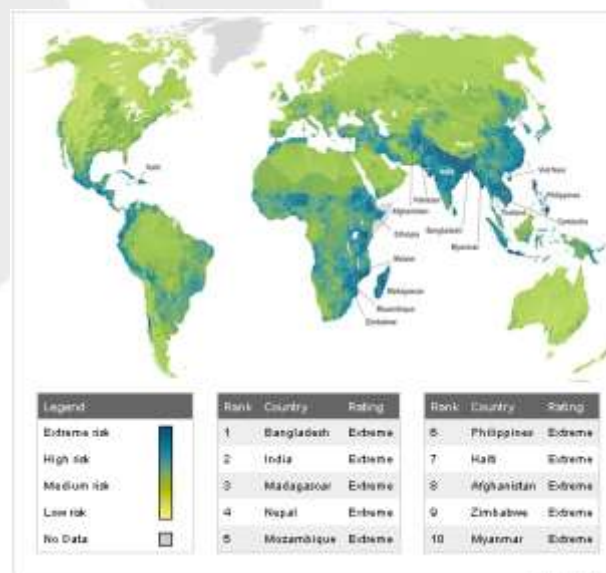 Haiti
Nepal
India
Viet Nam
Philippines
Pakistan
Afghanistan
Thailand
Cambodia
Ethiopia
Bangladesh
Myanmar
Malawi
Madagascar
Mozambique
Zimbabwe
Legend
Extreme risk
High risk
Medium risk
Low risk
No Data
Rank Country Rating
1 Bangladesh Extreme
2 India Extreme
3 Madagascar Extreme
4 Nepal Extreme
5 Mozambique Extreme
Rank Country Rating
6 Philippines Extreme
7 Haiti Extreme
8 Afghanistan Extreme
9 Zimbabwe Extreme
10 Myanmar Extreme